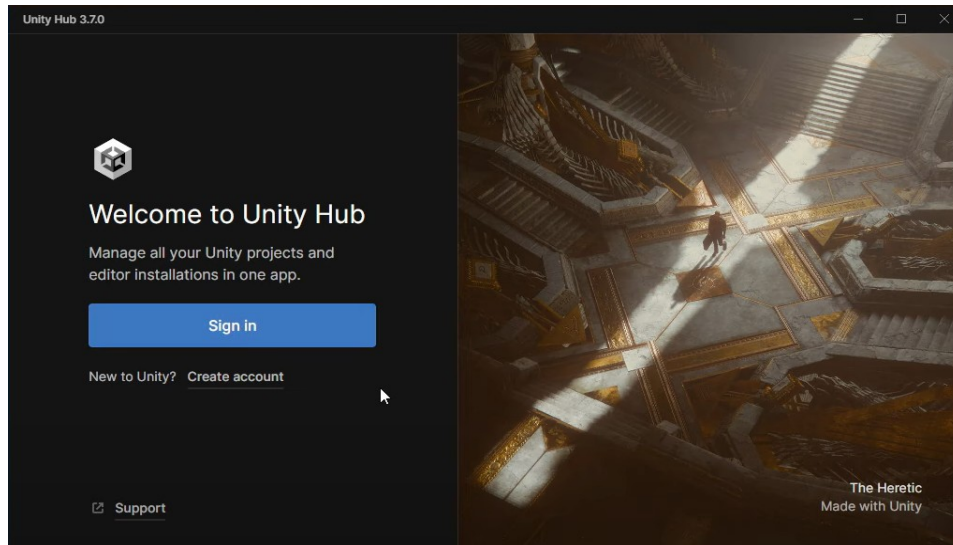 Unity Hub 3.7.0
Welcome to Unity Hub
Manage all your Unity projects and
editor installations in one app.
Sign in
New to Unity? Create account
Support
The Heretic
Made with Unity